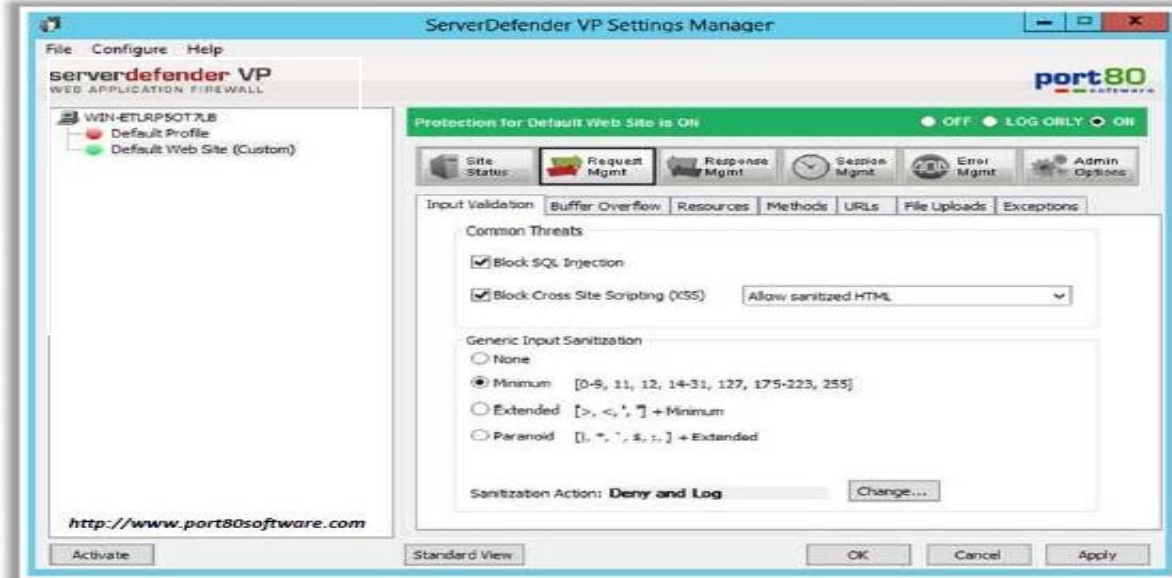 ServerDefender VP Settings Manager
File Configure Help
serverdefender VP
WEB APPLICATION FIREWALL
port80
software
WIN-ETLRP5OT7LB
Default Profile
Default Web Site (Custom)
Protection for Default Web Site is ON
OFF LOG ONLY ON
Site Status
Request Mgmt
Response Mgmt
Session Mgmt
404 Error Mgmt
Admin Options
Input Validation Buffer Overflow Resources Methods URLs File Uploads Exceptions
Common Threats
Block SQL Injection
Block Cross Site Scripting (XSS) Allow sanitized HTML
Generic Input Sanitization
None
Minimum [0-9, 11, 12, 14-31, 127, 175-223, 255]
Extended [>, <, ', "] + Minimum
Paranoid + Extended
Sanitization Action: Deny and Log Change...
http://www.port80software.com
Activate Standard View OK Cancel Apply